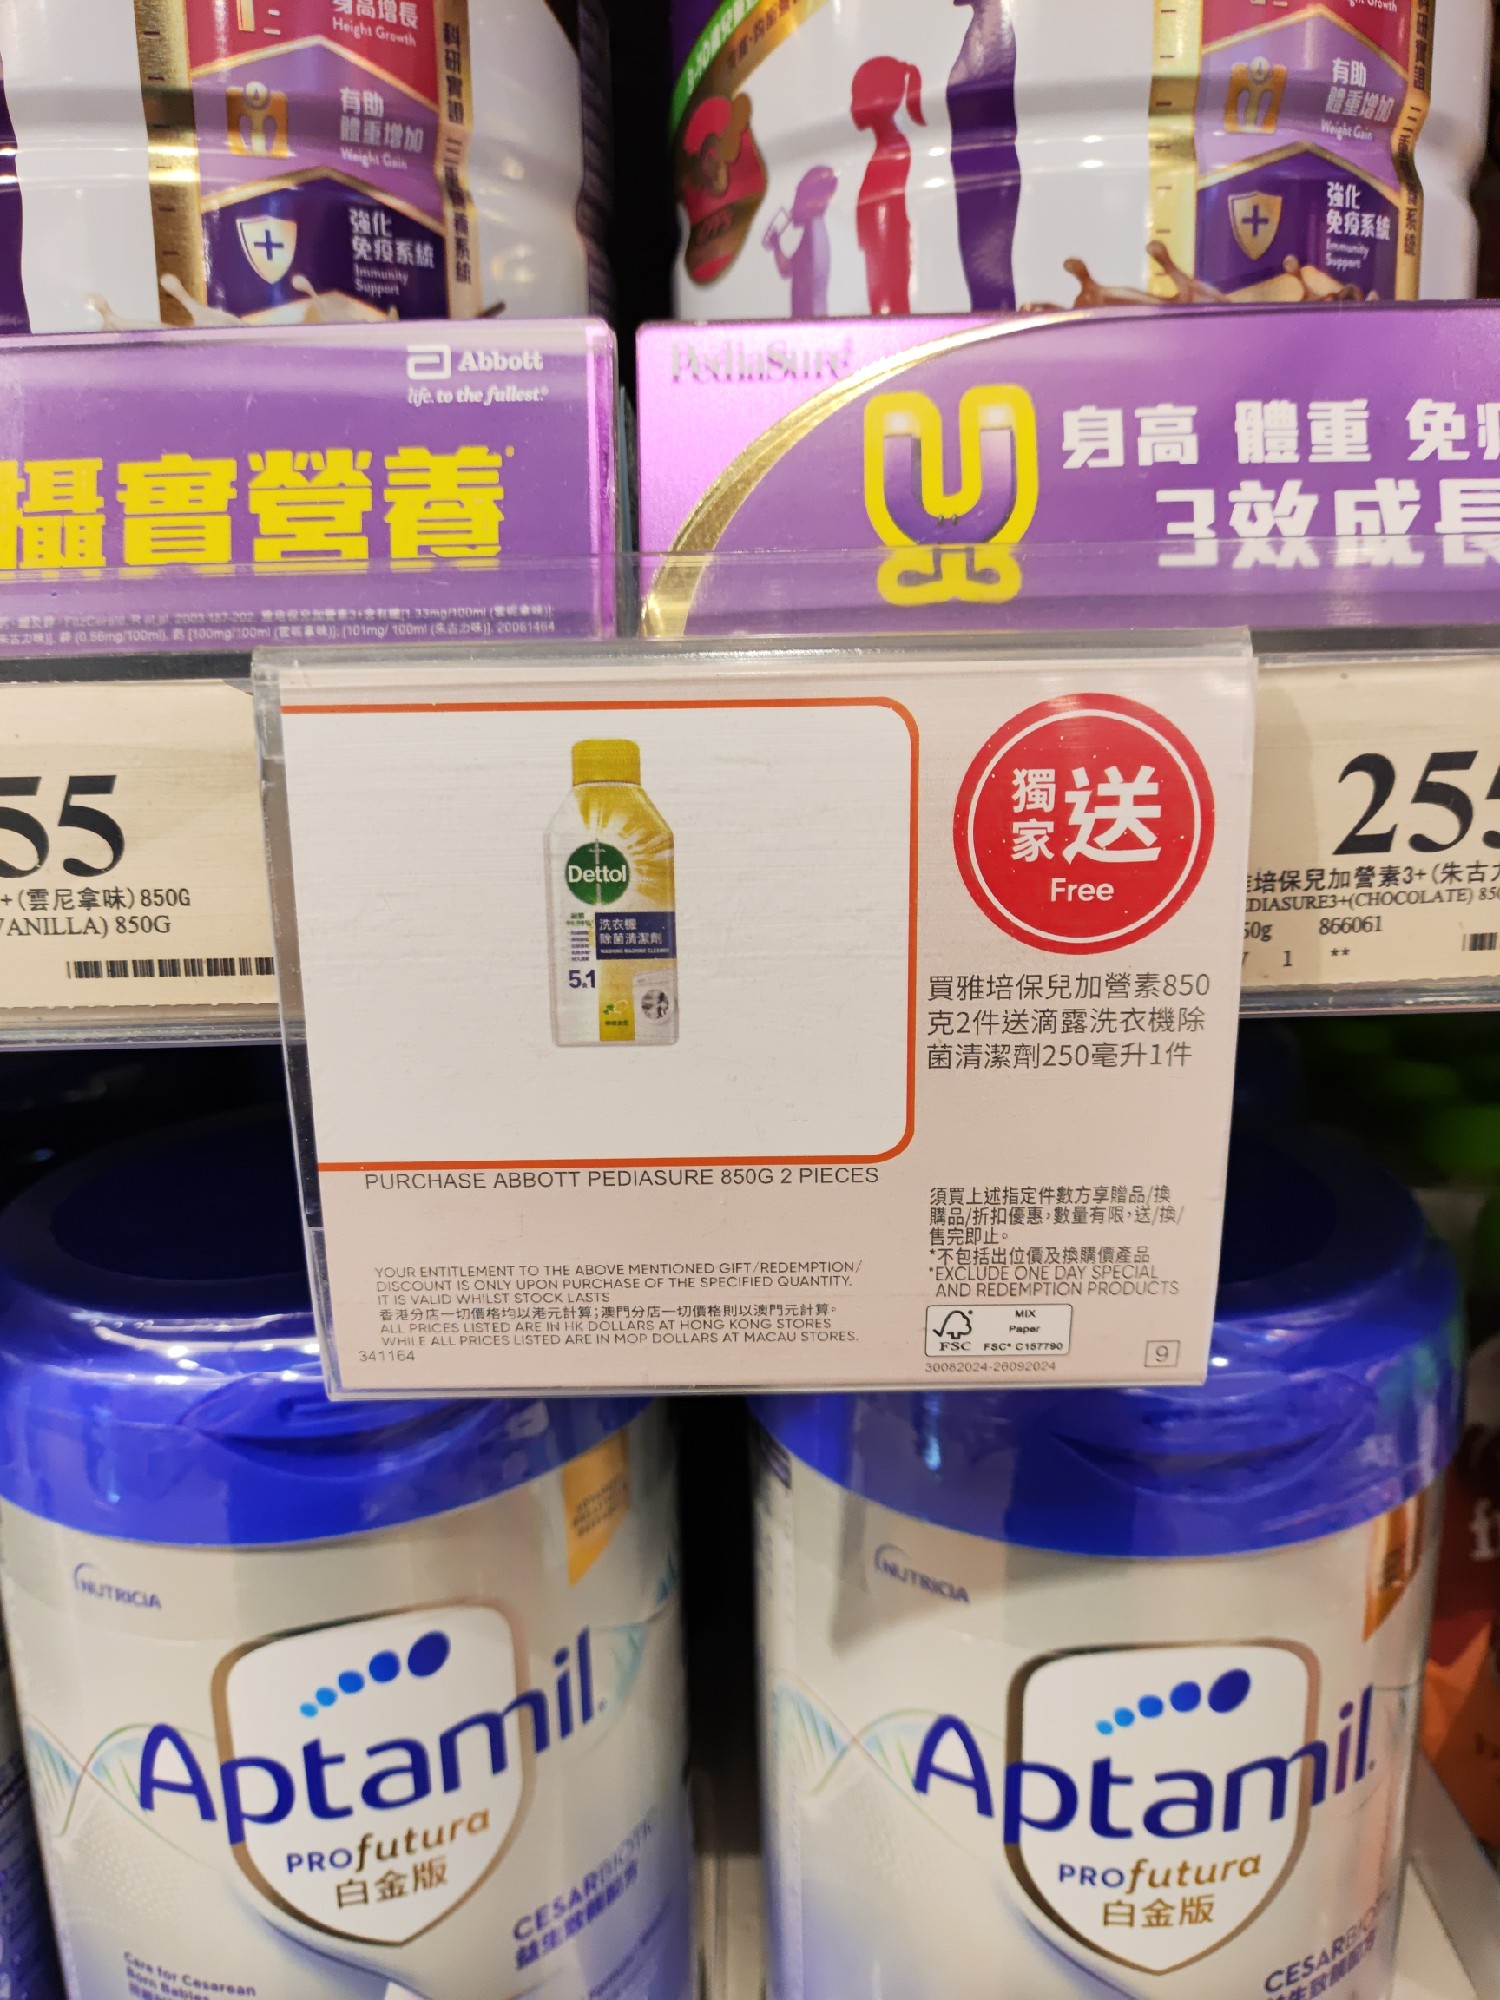 身高增長
Height Growth
有助
體重增加
Weight Gain
強化
免疫系統
Immunity
Support
有助
體重增加
Weight Gain
強化
免疫系統
Immunity
Support
Abbott
life. to the fullest.®
攝實營養
PediaSure
身高 體重 免
3效成長
55
+(雲尼拿味)850G
VANILLA) 850G
獨家送
Free
Dettol
洗衣機
除菌清潔劑
5in1
買雅培保兒加營素850
克2件送滴露洗衣機除
菌清潔劑250毫升1件
PURCHASE ABBOTT PEDIASURE 850G 2 PIECES
須買上述指定件數方享贈品/換
購品/折扣優惠,數量有限,送/換/
售完即止。
*不包括出位價及換購價產品
*EXCLUDE ONE DAY SPECIAL
AND REDEMPTION PRODUCTS
YOUR ENTITLEMENT TO THE ABOVE MENTIONED GIFT/REDEMPTION/
DISCOUNT IS ONLY UPON PURCHASE OF THE SPECIFIED QUANTITY.
IT IS VALID WHILST STOCK LASTS
香港分店一切價格均以港元計算;澳門分店一切價格則以澳門元計算。
ALL PRICES LISTED ARE IN HK DOLLARS AT HONG KONG STORES
WHILE ALL PRICES LISTED ARE IN MOP DOLLARS AT MACAU STORES.
341164
FSC
MIX
Paper
FSC® C157790
30082024-26092024
9
255
培保兒加營素3+(朱古
DIASURE3+(CHOCOLATE) 85
50g 866061
1 **
NUTRICIA
Aptamil
PROfutura
白金版
CESARBIOTIK
Care for Cesarean
Born Babies
NUTRICIA
Aptamil
PROfutura
白金版
CESARBIO